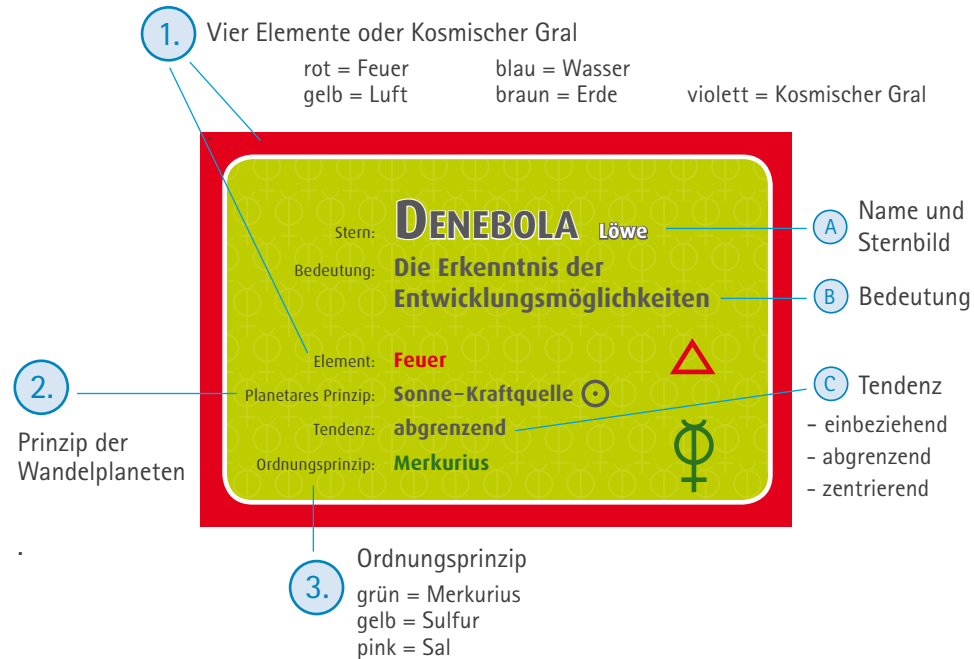 1. Vier Elemente oder Kosmischer Gral
rot = Feuer blau = Wasser
gelb = Luft braun = Erde violett = Kosmischer Gral
Stern: DENEBOLA Löwe
A Name und
Sternbild
Bedeutung: Die Erkenntnis der
Entwicklungsmöglichkeiten
B Bedeutung
Element: Feuer
2.
Prinzip der
Wandelplaneten
Planetares Prinzip: Sonne-Kraftquelle
Tendenz: abgrenzend
Ordnungsprinzip: Merkurius
C Tendenz
- einbeziehend
- abgrenzend
- zentrierend
.
3. Ordnungsprinzip
grün = Merkurius
gelb = Sulfur
pink = Sal